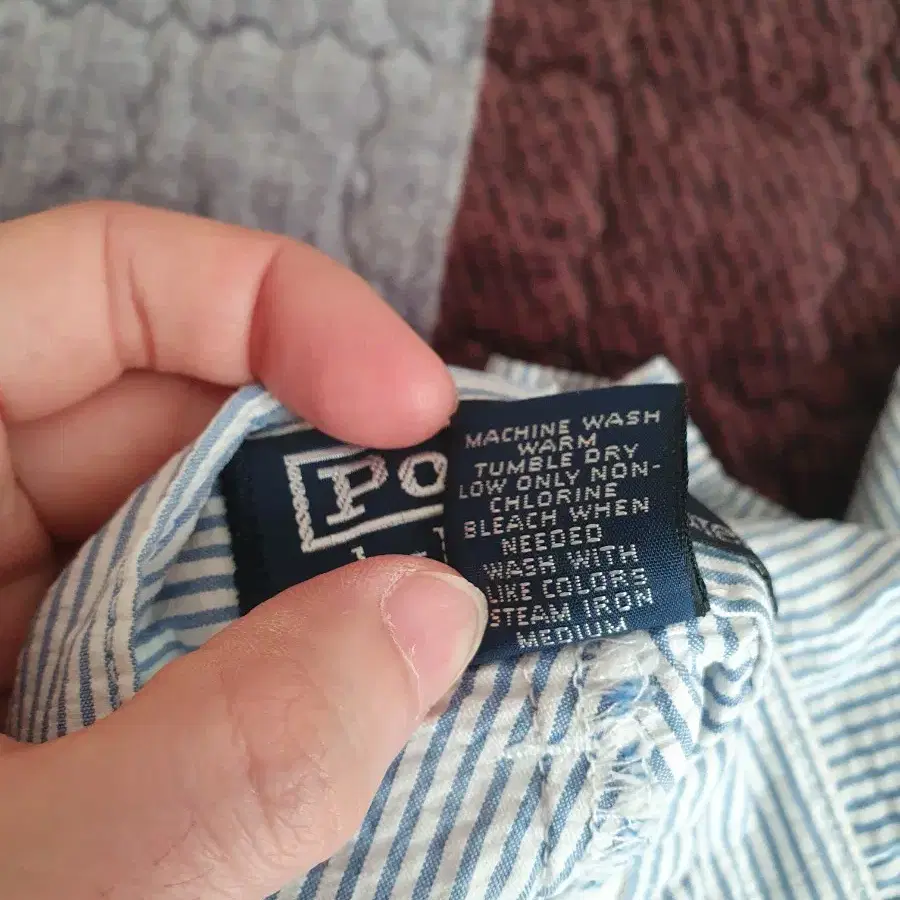 PO
MACHINE WASH
WARM
TUMBLE DRY
LOW ONLY NON-
CHLORINE
BLEACH WHEN
NEEDED
WASH WITH
LIKE COLORS
STEAM IRON
MEDIUM